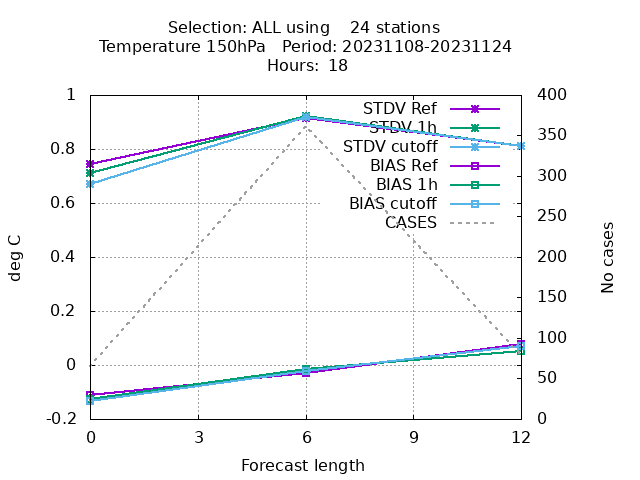 Selection: ALL using    24 stations
Temperature 150hPa   Period: 20231108-20231124
Hours:  18
1 400
STDV Ref
350
STDV 1h
0.8
STDV cutoff
BIAS Ref
300
BIAS 1h
0.6
BIAS cutoff
250
CASES
0.4 200
0.2
150
100
0
50
-0.2 0
0 3 6 9 12
deg C
No cases
Forecast length